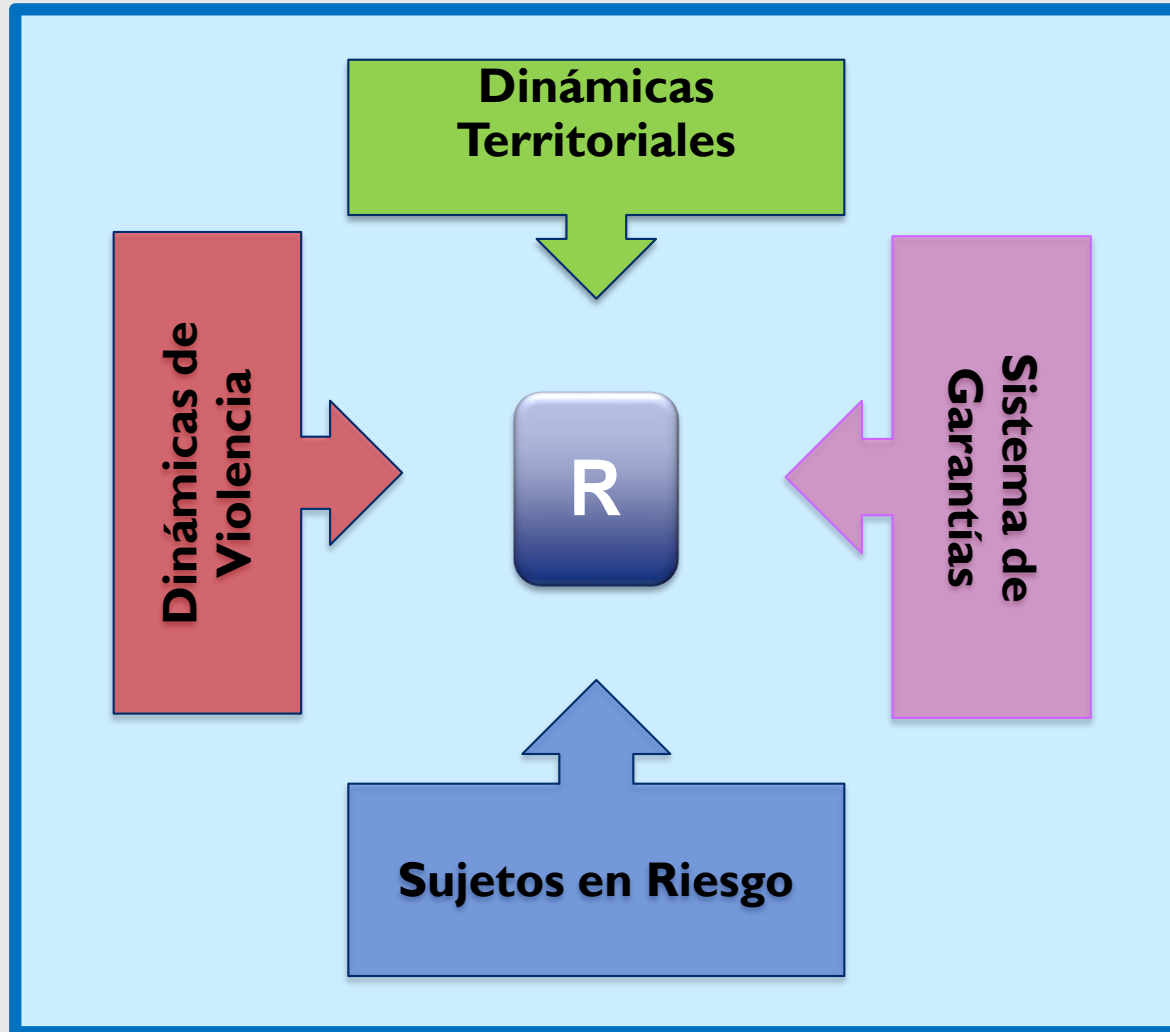 Dinámicas
Territoriales
Dinámicas de
Violencia
R
Sistema de
Garantías
Sujetos en Riesgo